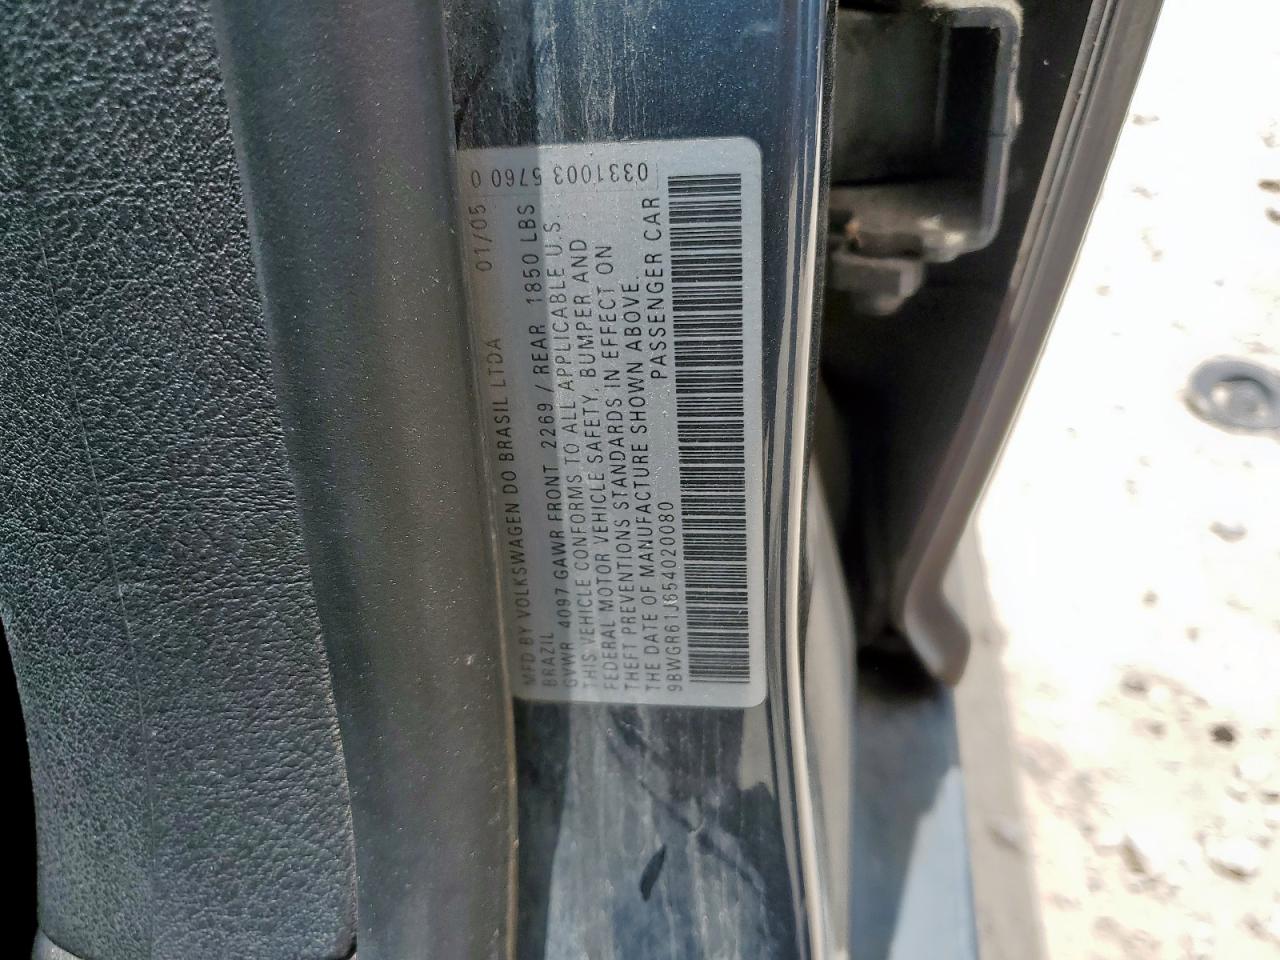 MFD BY VOLKSWAGEN DO BRASIL LTDA 01/05
BRAZIL
GVWR 4097 GAWR FRONT 2269 / REAR 1850 LBS
THIS VEHICLE CONFORMS TO ALL APPLICABLE U.S.
FEDERAL MOTOR VEHICLE SAFETY, BUMPER AND
THEFT PREVENTIONS STANDARDS IN EFFECT ON
THE DATE OF MANUFACTURE SHOWN ABOVE.
9BWGR61J654020080 PASSENGER CAR
0331003 5760 0